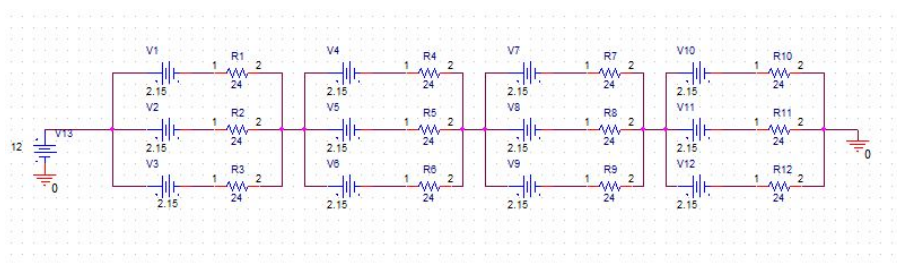 V1 V4 V7 V10
R1 R4 R7 R10
1 2 1 2 1 2 1 2
24 24 24 24
2.15 2.15 2.15 2.15
V2 V5 V8 V11
R2 R5 R8 R11
1 2 1 2 1 2 1 2
24 24 24 24
V13
12
2.15 2.15 2.15 2.15
0
V3 V6 V9 V12
R3 R6 R9 R12
1 2 1 2 1 2 1 2
24 24 24 24
0
2.15 2.15 2.15 2.15